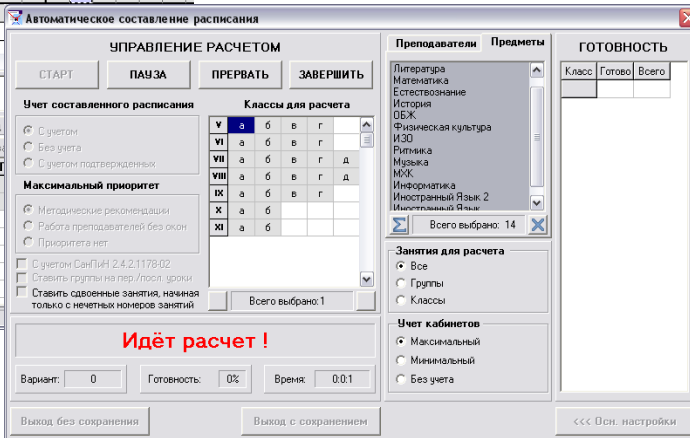 Автоматическое составление расписания
УПРАВЛЕНИЕ РАСЧЕТОМ
СТАРТ ПАУЗА ПРЕРВАТЬ ЗАВЕРШИТЬ
Учет составленного расписания
С учетом
Без учета
С учетом подтвержденных
Максимальный приоритет
Методические рекомендации
Работа преподавателей без окон
Приоритета нет
С учетом СанПиН 2.4.2.1178-02
Ставить группы на пер./посл. уроки
Ставить сдвоенные занятия, начиная
только с нечетных номеров занятий
Классы для расчета
V а б в г
VI а б в г
VII а б в г д
VIII а б в г д
IX а б в г
X а б
XI а б
Всего выбрано:1
Идёт расчет !
Вариант: 0 Готовность: 0% Время: 0:0:1
Выход без сохранения Выход с сохранением
Преподаватели Предметы
Литература
Математика
Естествознание
История
ОБЖ
Физическая культура
ИЗО
Ритмика
Музыка
МХК
Информатика
Иностранный Язык 2
Иностранный Язык
Σ Всего выбрано: 14
Занятия для расчета
Все
Группы
Классы
Учет кабинетов
Максимальный
Минимальный
Без учета
ГОТОВНОСТЬ
Класс Готово Всего
<<< Осн. настройки